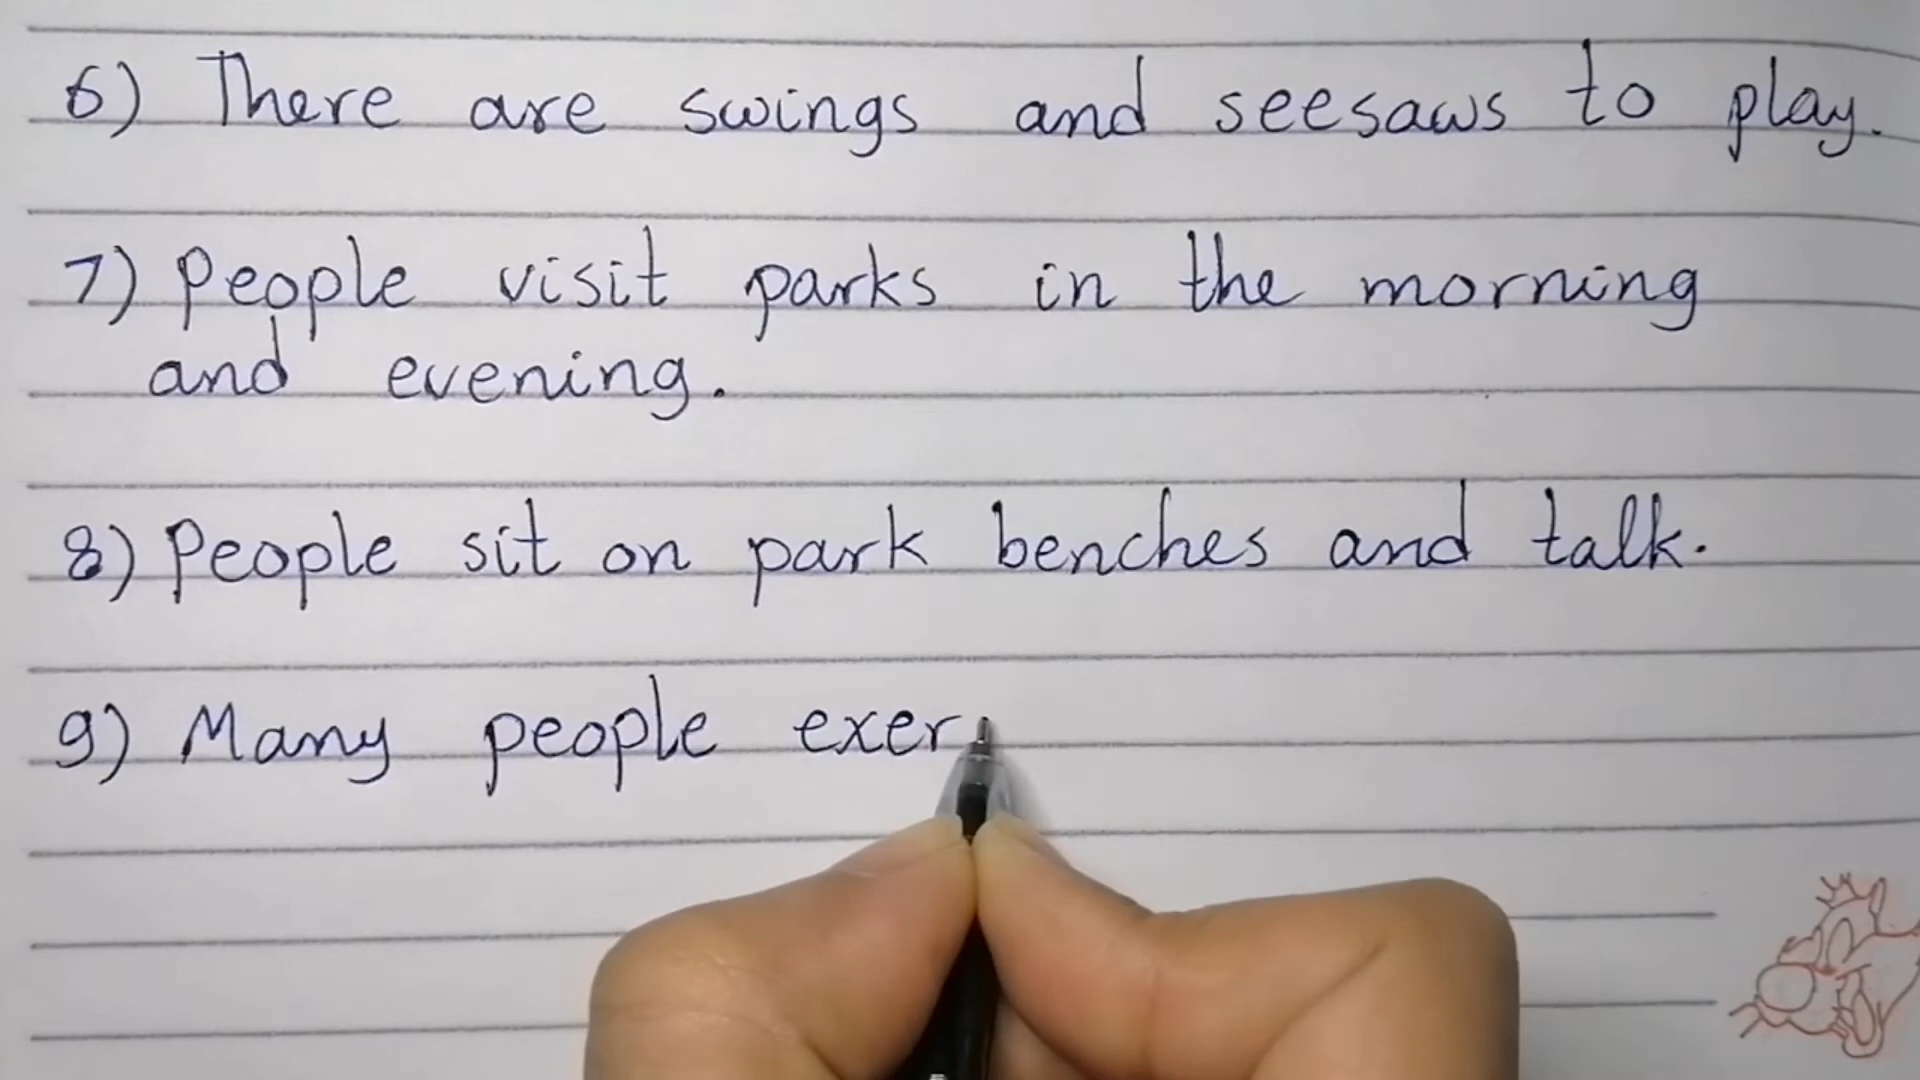 6) There are swings and seesaws to play.
7) People visit parks in the morning
and evening.
8) People sit on park benches and talk.
9) Many people exer